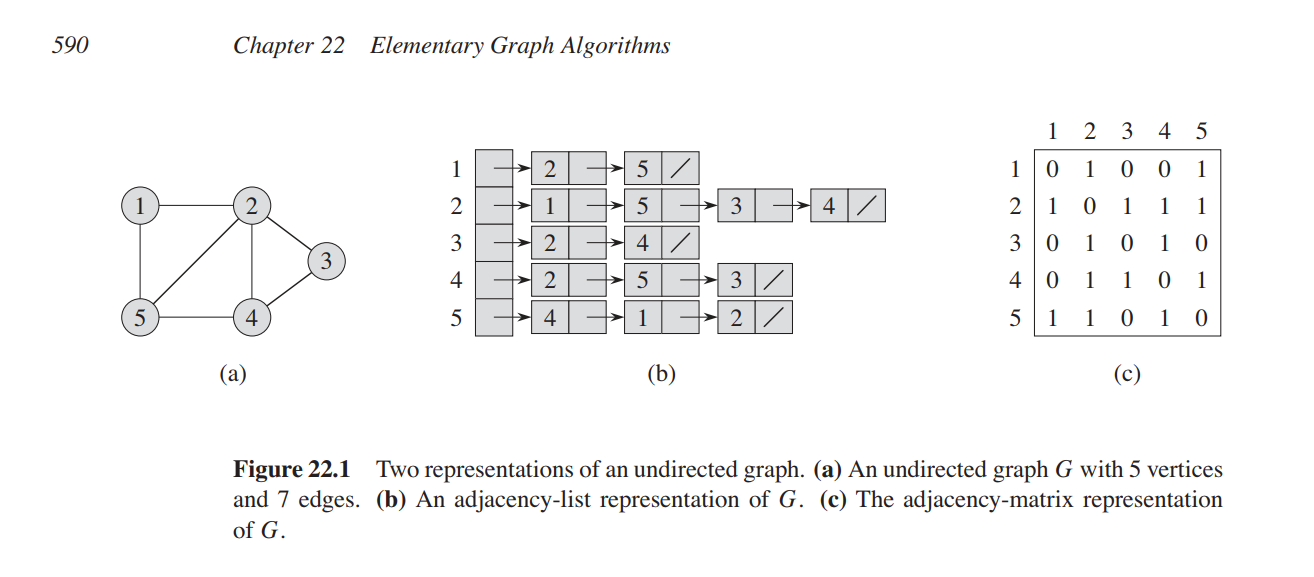 590 Chapter 22 Elementary Graph Algorithms
1 2
3
5 4
(a)
1 2 5 /
2 1 5 3 4 /
3 2 4 /
4 2 5 3 /
5 4 1 2 /
(b)
1 2 3 4 5
1 0 1 0 0 1
2 1 0 1 1 1
3 0 1 0 1 0
4 0 1 1 0 1
5 1 1 0 1 0
(c)
Figure 22.1 Two representations of an undirected graph. (a) An undirected graph G with 5 vertices
and 7 edges. (b) An adjacency-list representation of G. (c) The adjacency-matrix representation
of G.